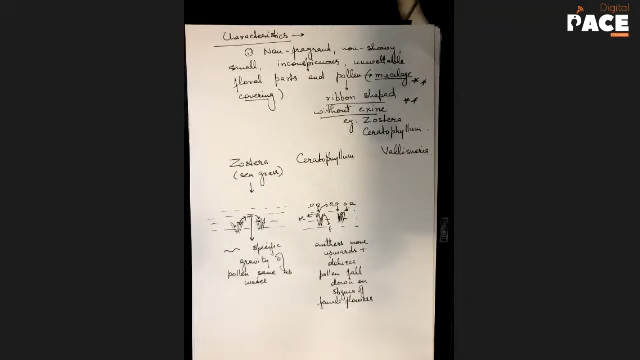 Digital
PACE
Characteristics →
Non-fragrant, non-showy,
small, inconspicuous, unwettable
floral parts and pollen (+ mucilage **
covering)
ribbon shaped **
without exine
eg. Zostera
Ceratophyllum
Vallisneria
Zostera
(sea grass)
Ceratophyllum
specific
gravity of
pollen same as
water
anthers move
upwards +
dehisce
pollen fall
down on
stigma of
female flowers